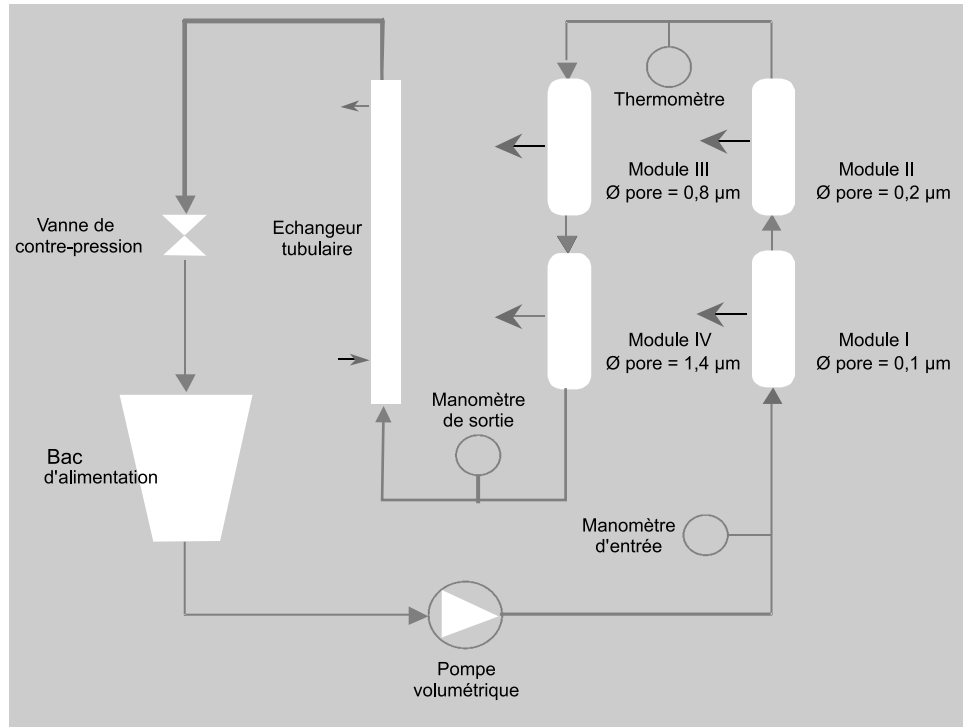 Thermomètre
Module III
Ø pore = 0,8 µm
Module II
Ø pore = 0,2 µm
Vanne de
contre-pression
Echangeur
tubulaire
Module IV
Ø pore = 1,4 µm
Module I
Ø pore = 0,1 µm
Manomètre
de sortie
Bac
d'alimentation
Manomètre
d'entrée
Pompe
volumétrique